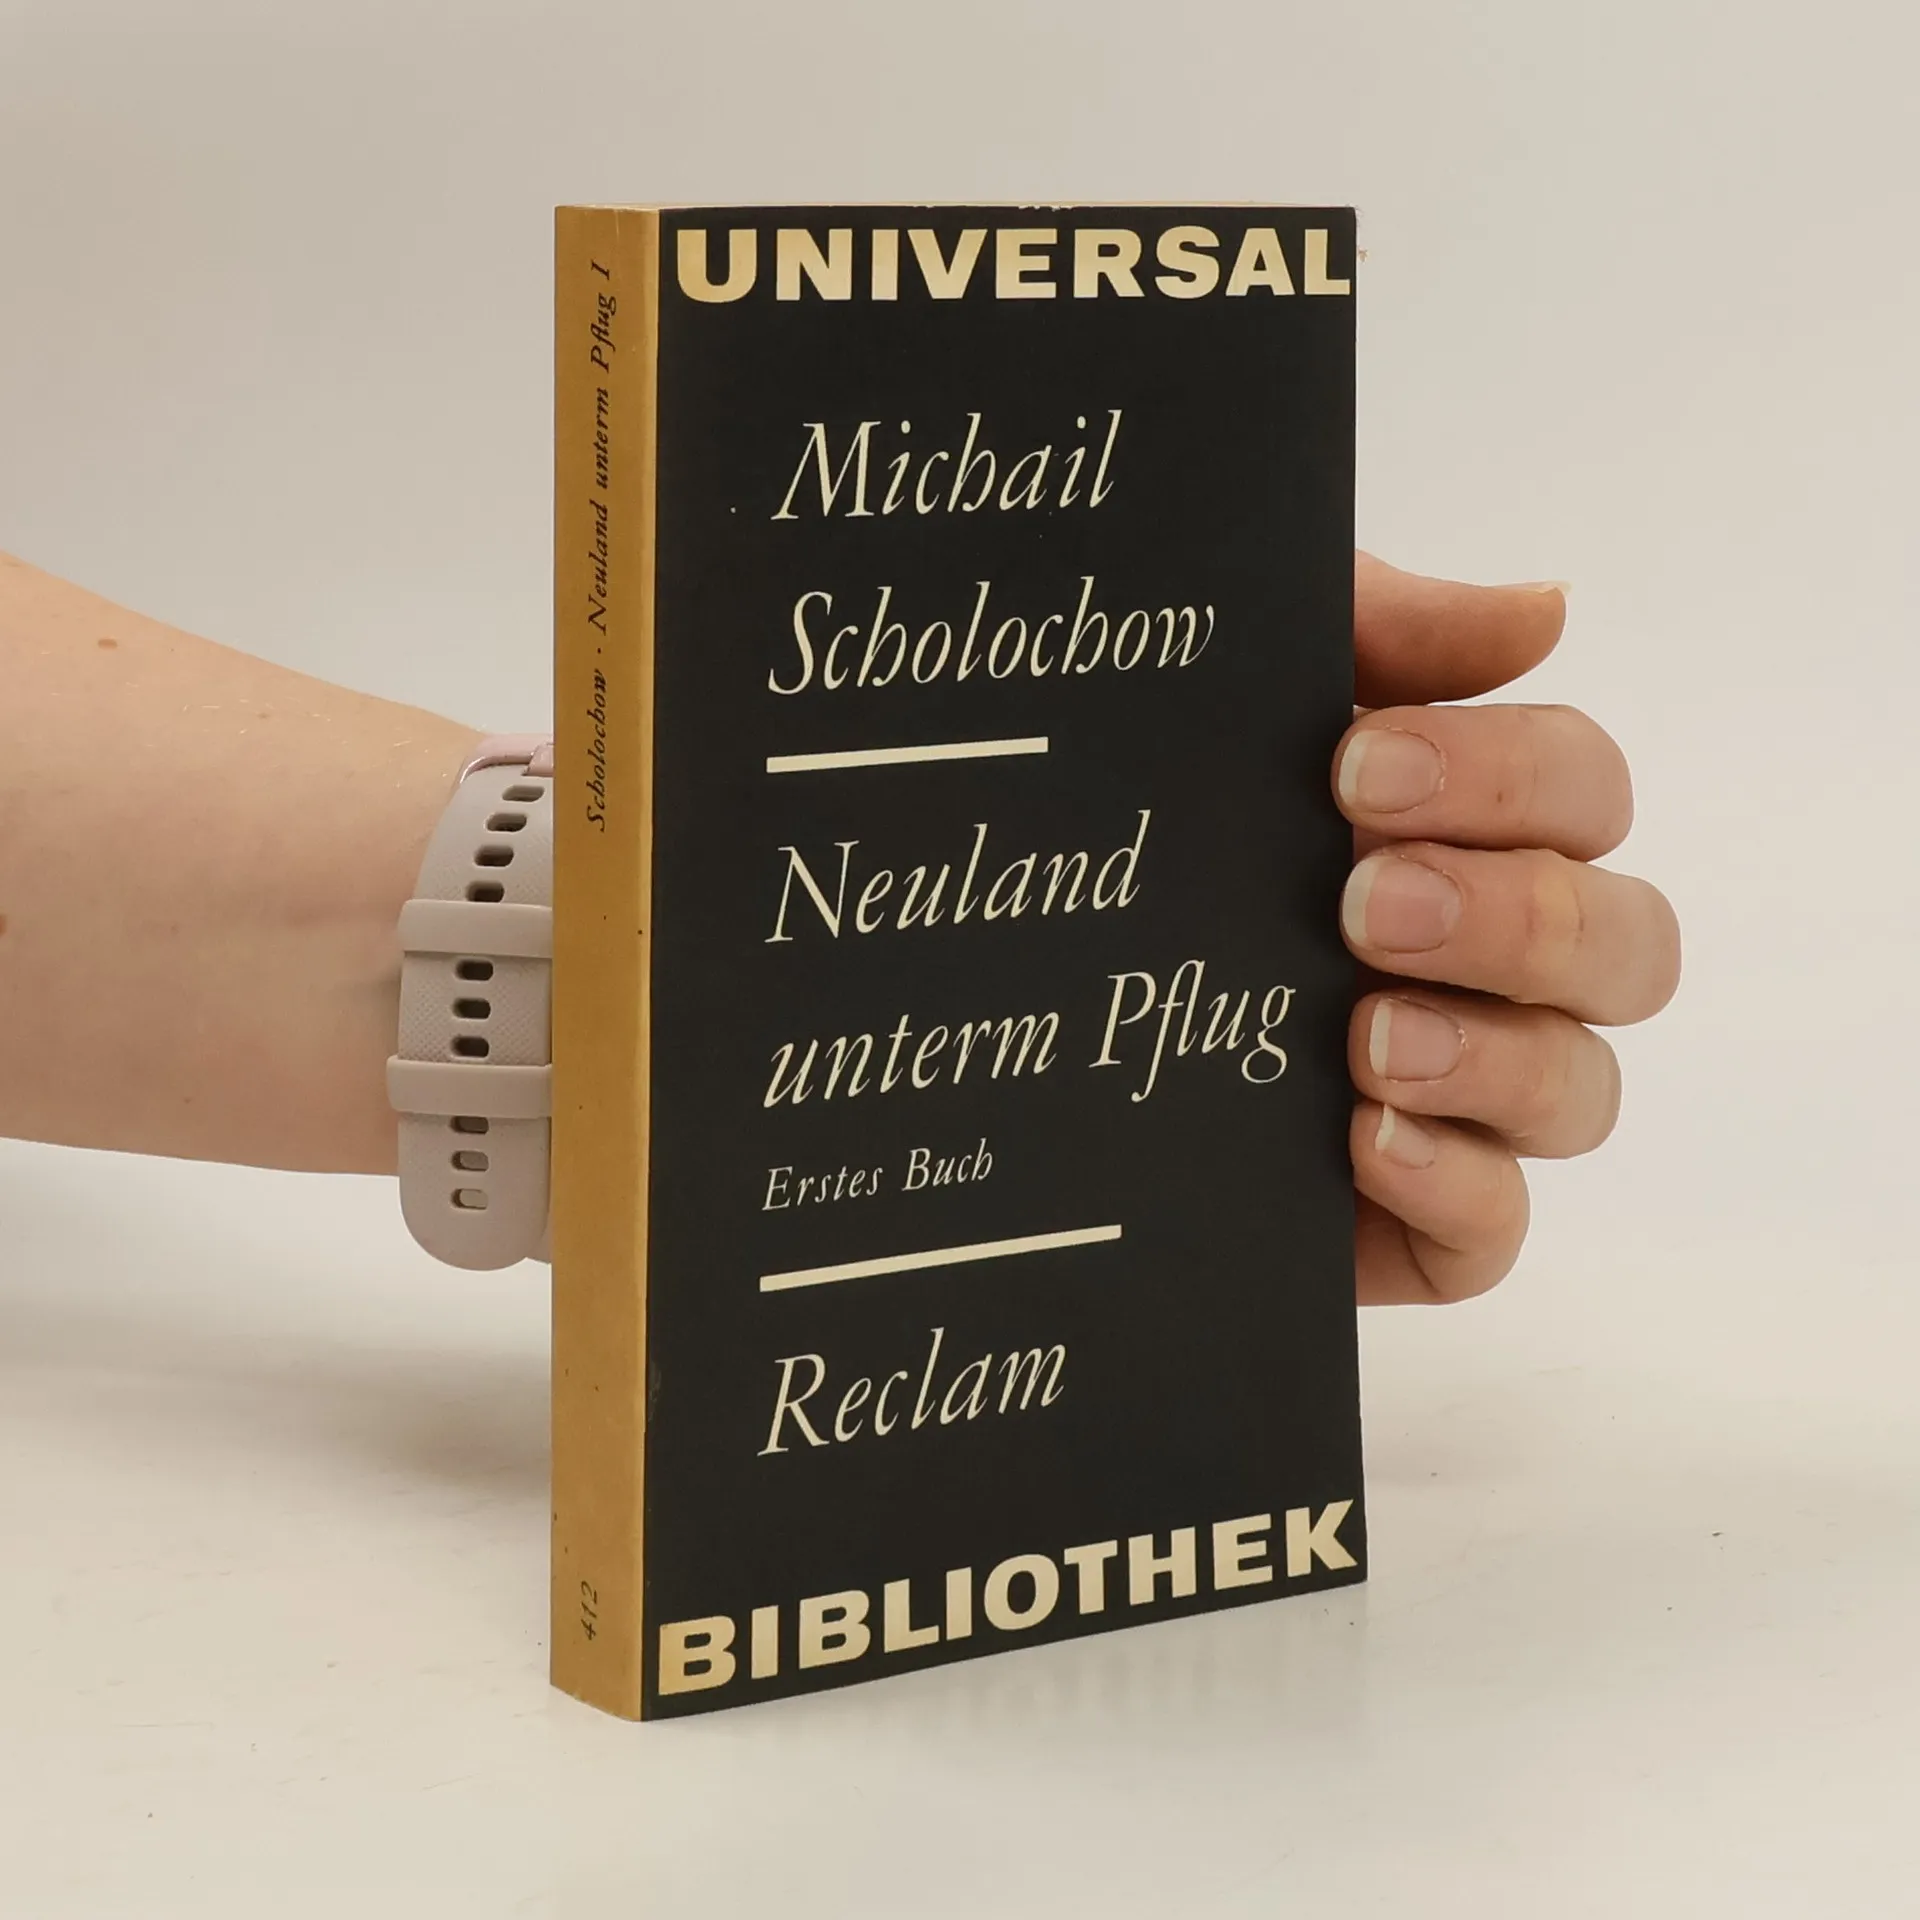 UNIVERSAL
Michail
Scholochow
Neuland
unterm Pflug
Erstes Buch
Reclam
BIBLIOTHEK
Scholochow · Neuland unterm Pflug I
412